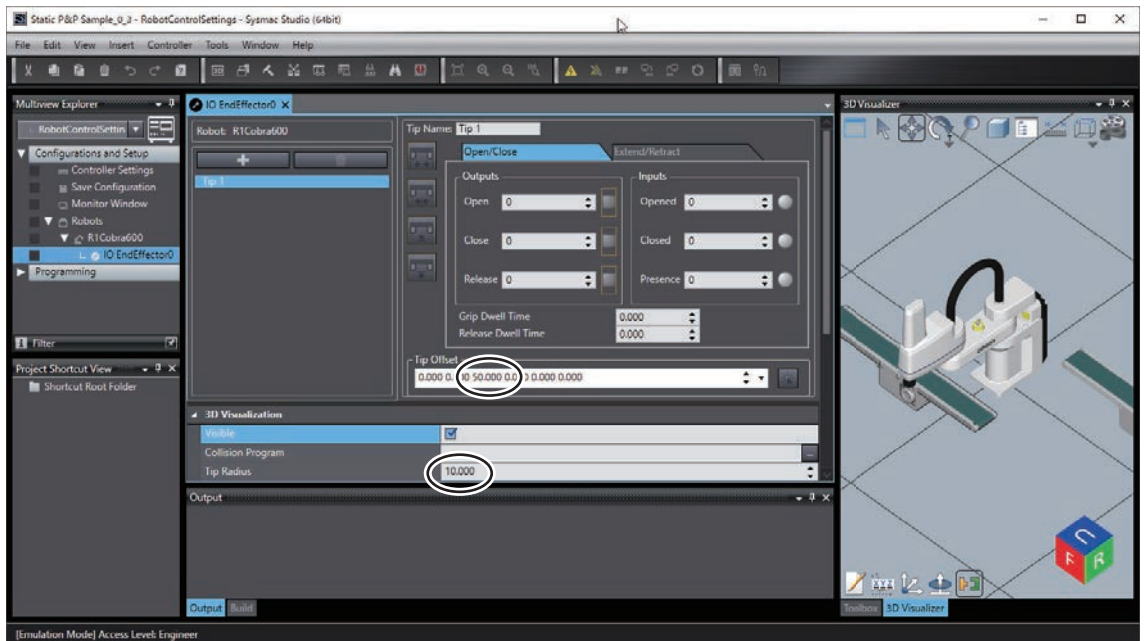 Static P&P Sample_0_2 - RobotControlSettings - Sysmac Studio (64bit)
File Edit View Insert Controller Tools Window Help
Multiview Explorer
RobotControlSettin
Configurations and Setup
Controller Settings
Save Configuration
Monitor Window
Robots
R1Cobra600
IO EndEffector0
Programming
Filter
Project Shortcut View
Shortcut Root Folder
IO EndEffector0
Robot: R1Cobra600
Tip 1
Tip Name: Tip 1
Open/Close Extend/Retract
Outputs Inputs
Open 0 Opened 0
Close 0 Closed 0
Release 0 Presence 0
Grip Dwell Time 0.000
Release Dwell Time 0.000
Tip Offset
0.000 50.000 0.000 0.000
3D Visualization
Visible
Collision Program
Tip Radius 10.000
Output
Output Build
3D Visualizer
F R
Toolbox 3D Visualizer
[Emulation Mode] Access Level: Engineer